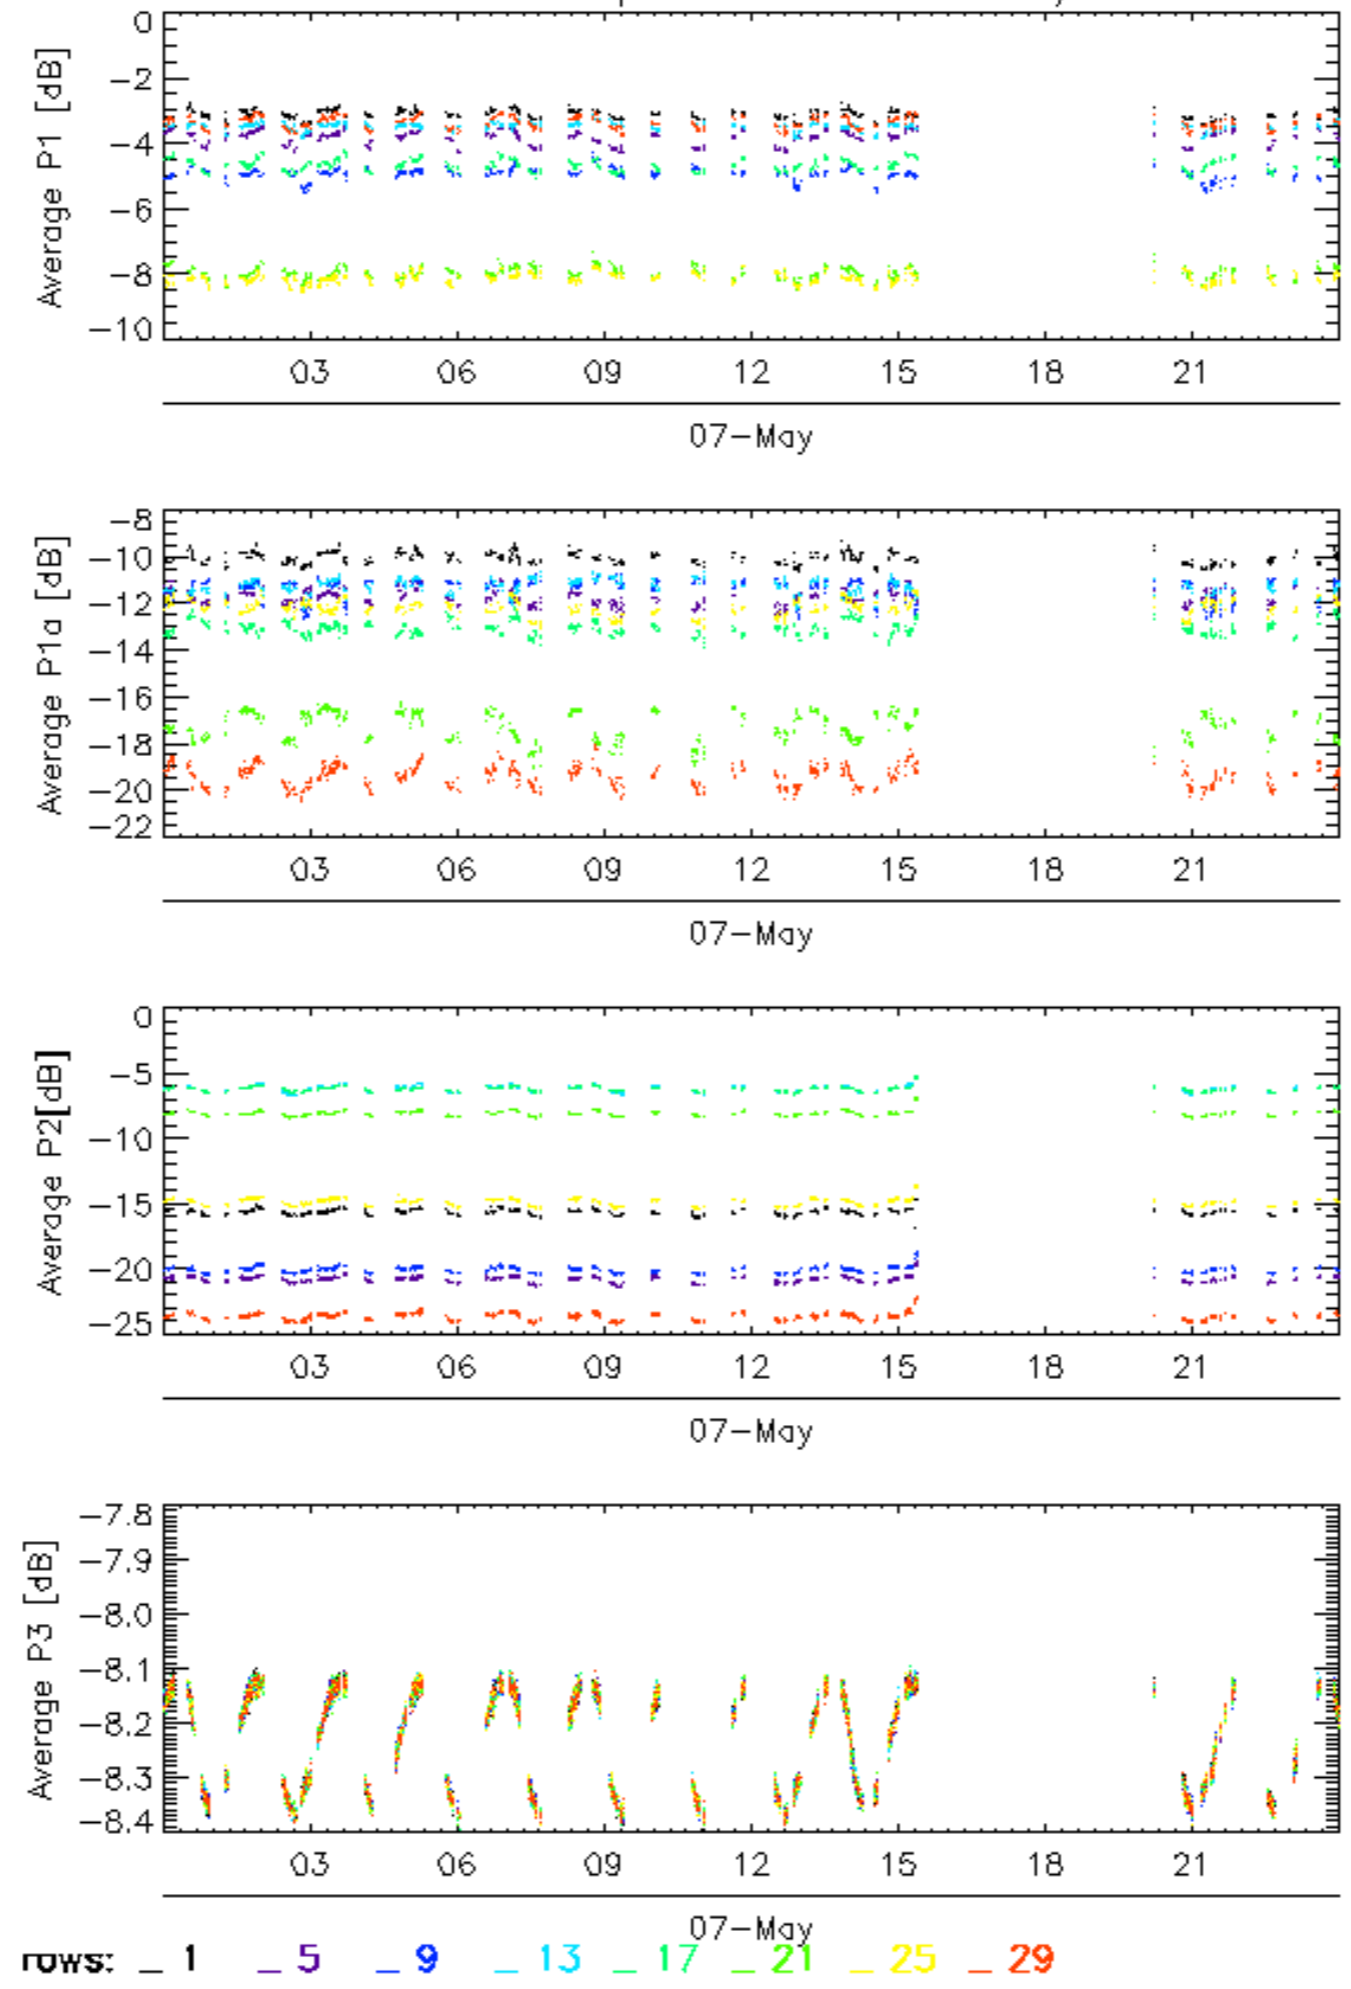 0
-2
-4
-6
-8
-10
Average P1 [dB]
03 06 09 12 15 18 21
07-May
-8
-10
-12
-14
-16
-18
-20
-22
Average P1a [dB]
03 06 09 12 15 18 21
07-May
0
-5
-10
-15
-20
-25
Average P2[dB]
03 06 09 12 15 18 21
07-May
-7.8
-7.9
-8.0
-8.1
-8.2
-8.3
-8.4
Average P3 [dB]
03 06 09 12 15 18 21
07-May
rows: _ 1 _ 5 _ 9 _ 13 _ 17 _ 21 _ 25 _ 29